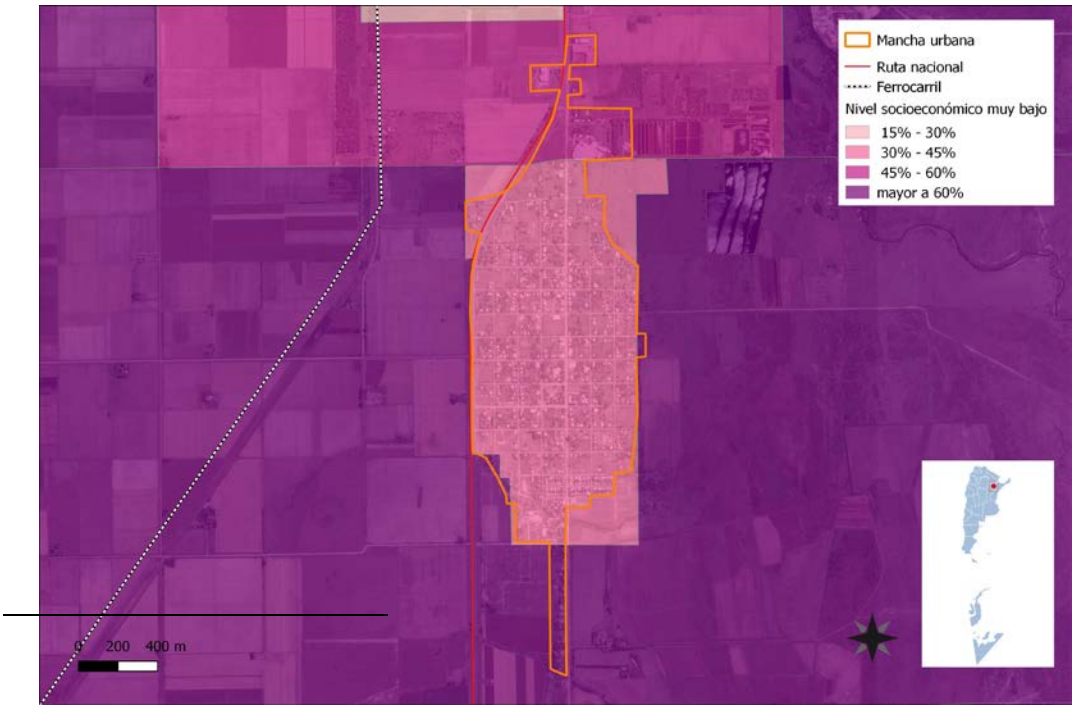 Mancha urbana
Ruta nacional
Ferrocarril
Nivel socioeconómico muy bajo
15% - 30%
30% - 45%
45% - 60%
mayor a 60%
0 200 400 m